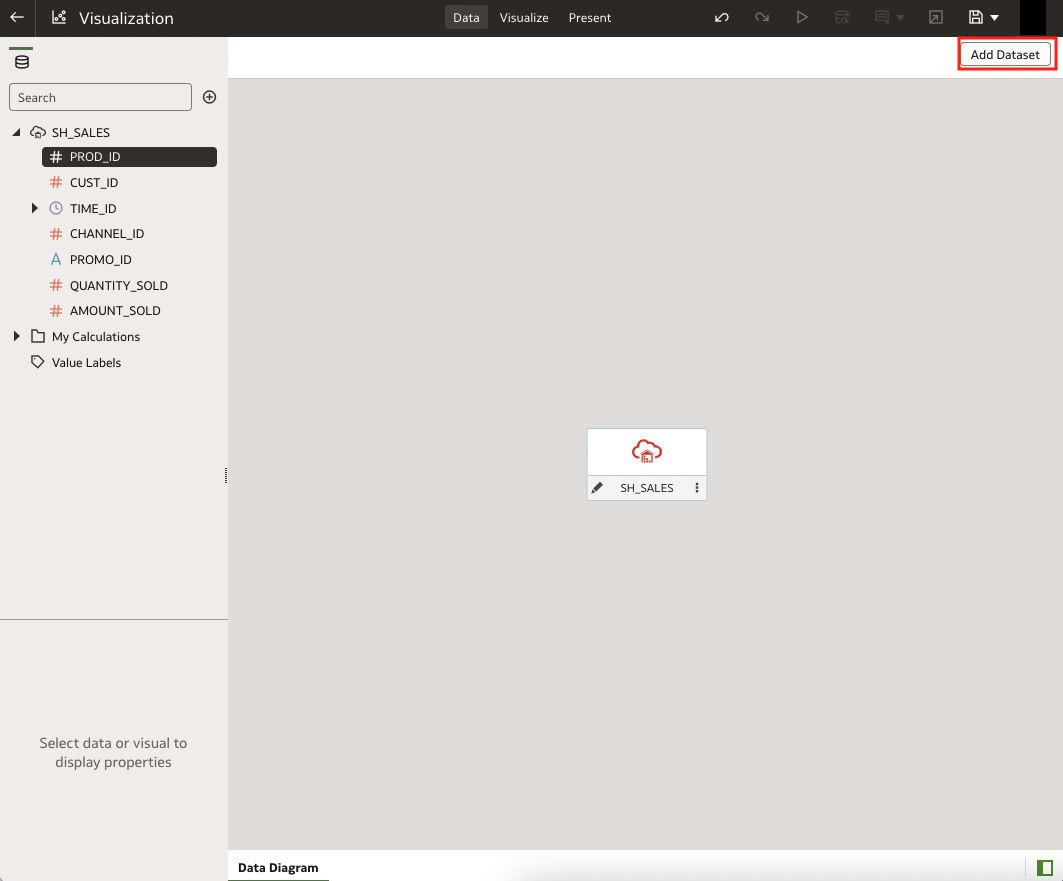 Visualization
Data
Visualize
Present
Add Dataset
Search
SH_SALES
PROD_ID
CUST_ID
TIME_ID
CHANNEL_ID
A PROMO_ID
QUANTITY_SOLD
AMOUNT_SOLD
My Calculations
Value Labels
SH_SALES
Select data or visual to
display properties
Data Diagram